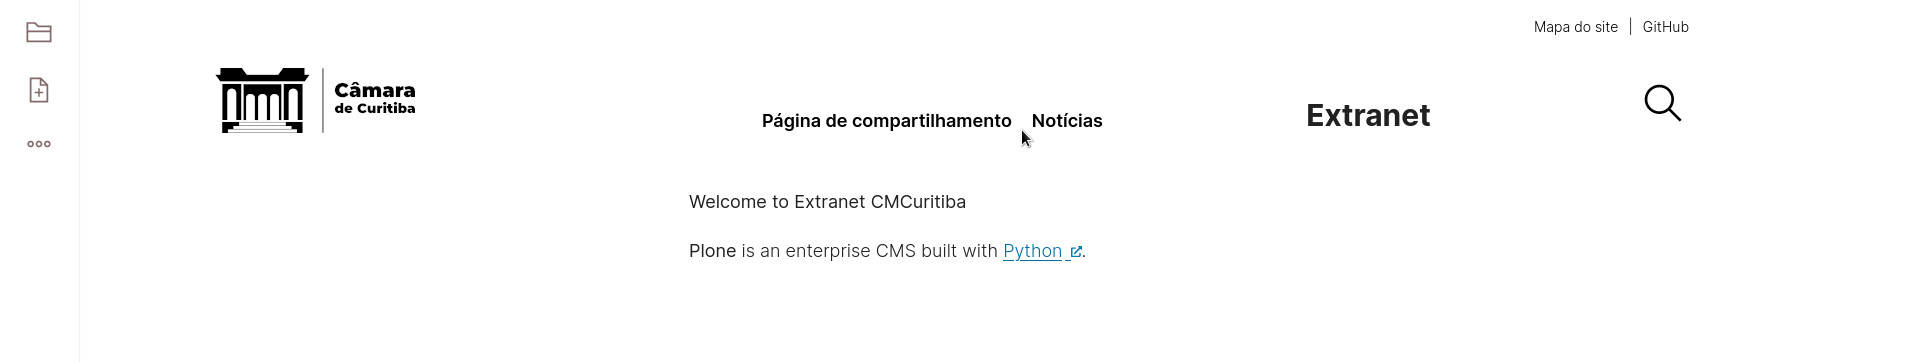 Mapa do site | GitHub
Câmara
de Curitiba
Página de compartilhamento Notícias
Extranet
Welcome to Extranet CMCuritiba
Plone is an enterprise CMS built with Python.